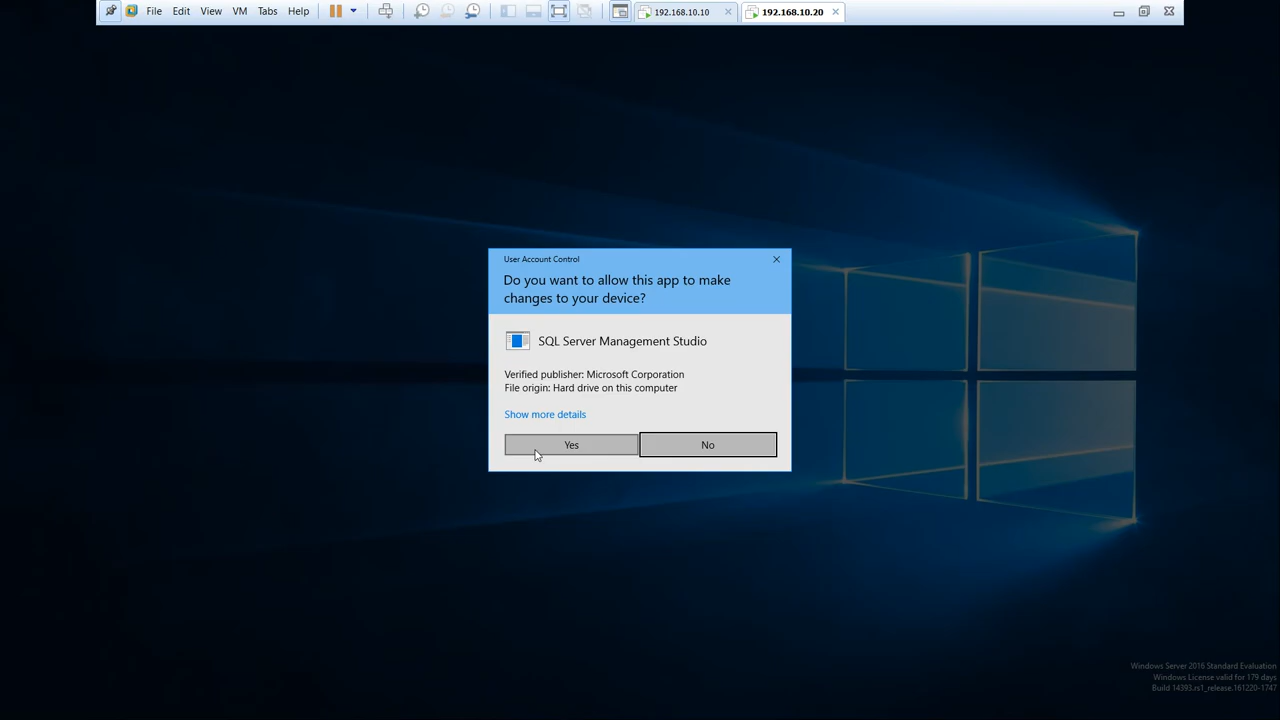 File Edit View VM Tabs Help 192.168.10.10 192.168.10.20
User Account Control
Do you want to allow this app to make
changes to your device?
SQL Server Management Studio
Verified publisher: Microsoft Corporation
File origin: Hard drive on this computer
Show more details
Yes No
Windows Server 2016 Standard Evaluation
Windows License valid for 179 days
Build 14393.rs1_release.161220-1747